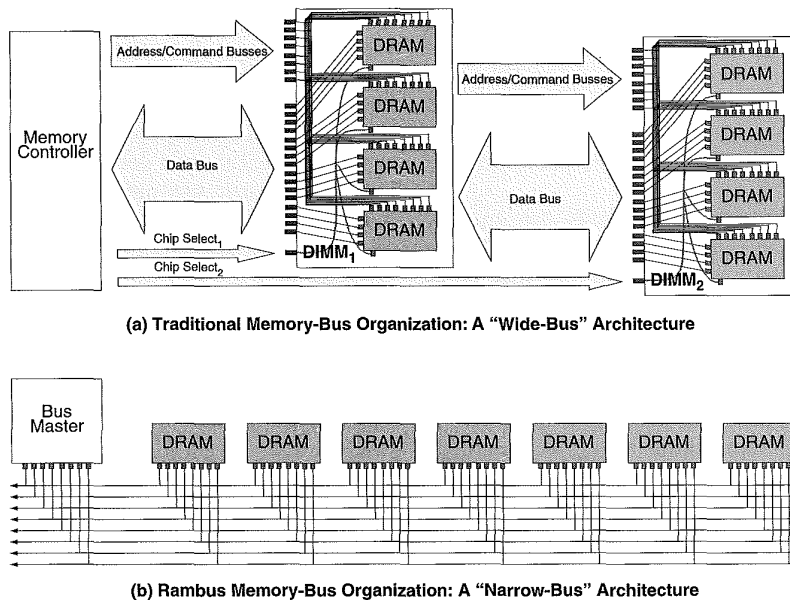 Memory
Controller
Address/Command Busses
Data Bus
Chip Select1
Chip Select2
DRAM
DRAM
DRAM
DRAM
DIMM1
Address/Command Busses
Data Bus
DRAM
DRAM
DRAM
DRAM
DIMM2
(a) Traditional Memory-Bus Organization: A “Wide-Bus” Architecture
Bus
Master
DRAM
DRAM
DRAM
DRAM
DRAM
DRAM
DRAM
(b) Rambus Memory-Bus Organization: A “Narrow-Bus” Architecture